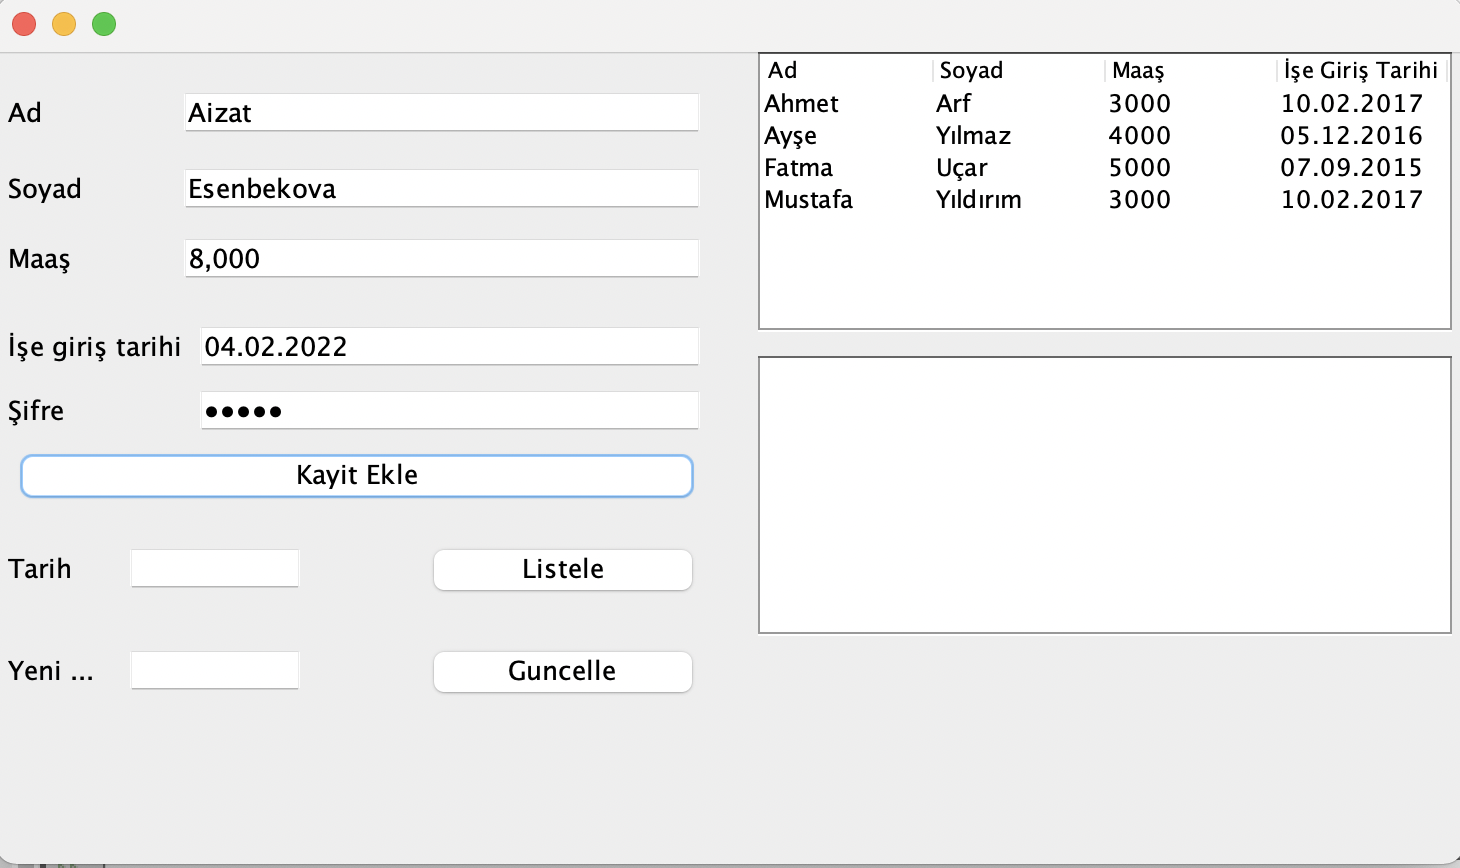 Ad Aizat
Soyad Esenbekova
Maaş 8,000
İşe giriş tarihi 04.02.2022
Şifre •••••
Kayit Ekle
Tarih Listele
Yeni ... Guncelle
Ad Soyad Maaş İşe Giriş Tarihi
Ahmet Arf 3000 10.02.2017
Ayşe Yılmaz 4000 05.12.2016
Fatma Uçar 5000 07.09.2015
Mustafa Yıldırım 3000 10.02.2017